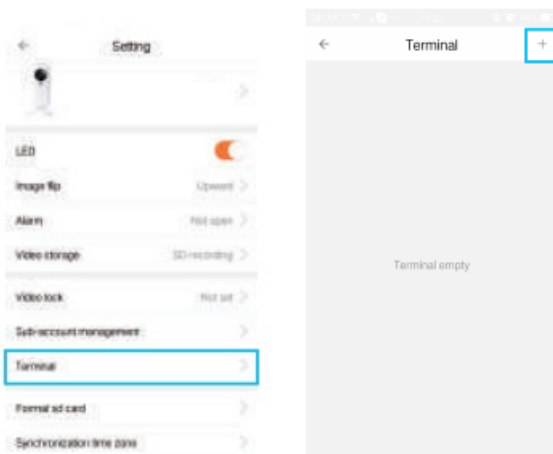 Setting
LED
Image flip Upward
Alarm Not open
Video storage SD recording
Video lock Not set
Sub-account management
Terminal
Format sd card
Synchronization time zone
Terminal
Terminal empty